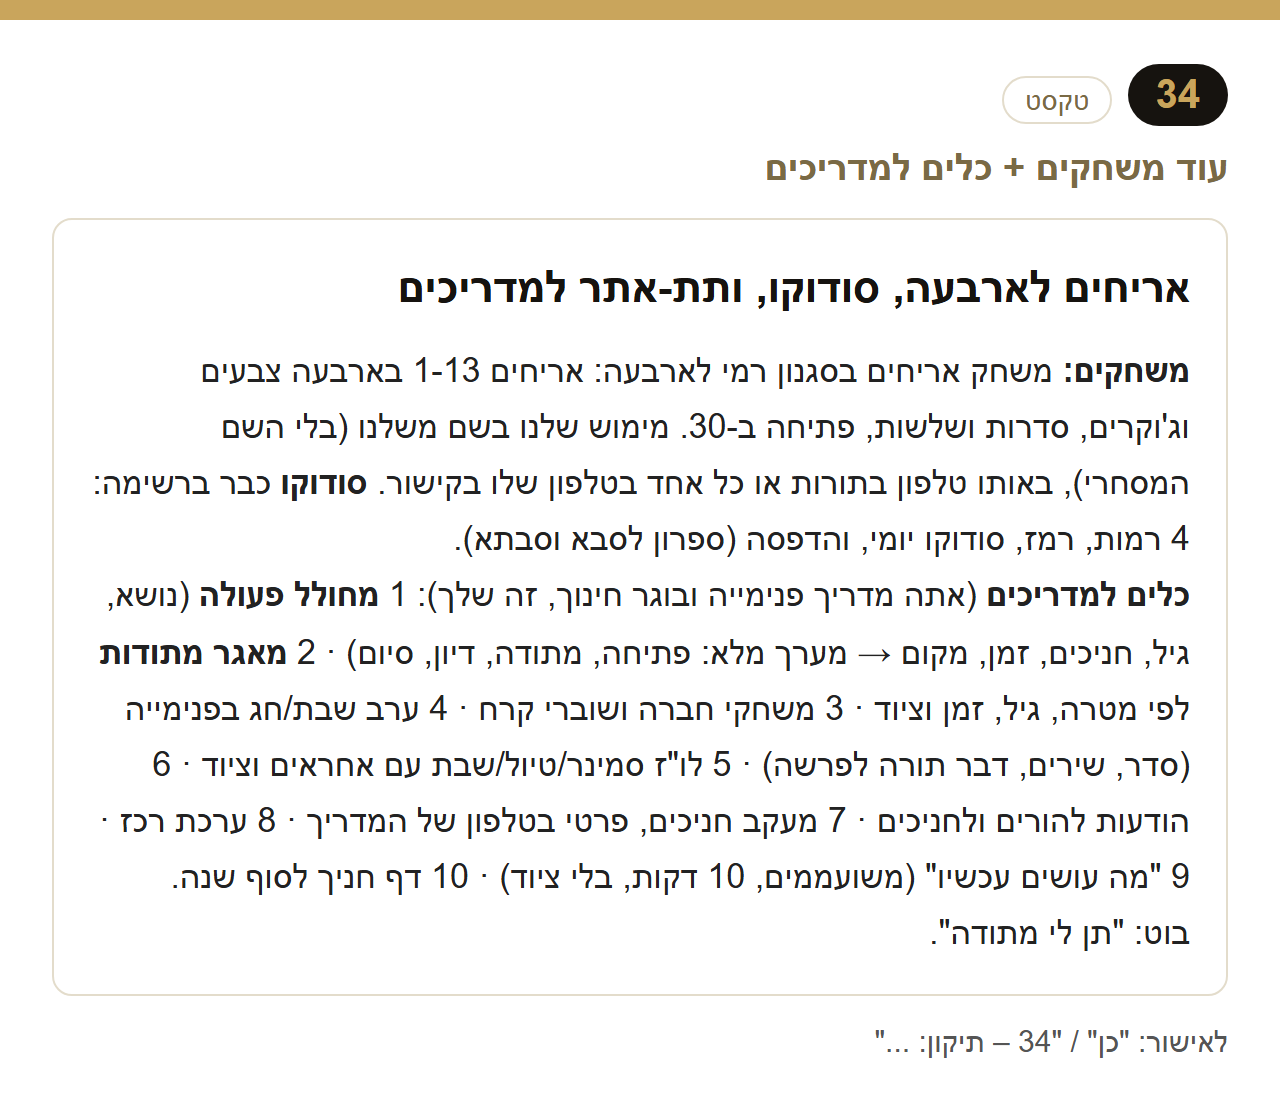 34
טקסט
עוד משחקים + כלים למדריכים
אריחים לארבעה, סודוקו, ותת-אתר למדריכים
משחקים: משחק אריחים בסגנון רמי לארבעה: אריחים 1-13 בארבעה צבעים
וג'וקרים, סדרות ושלשות, פתיחה ב-30. מימוש שלנו בשם משלנו (בלי השם
המסחרי), באותו טלפון בתורות או כל אחד בטלפון שלו בקישור. סודוקו כבר ברשימה:
4 רמות, רמז, סודוקו יומי, והדפסה (ספרון לסבא וסבתא).
כלים למדריכים (אתה מדריך פנימייה ובוגר חינוך, זה שלך): 1 מחולל פעולה (נושא,
גיל, חניכים, זמן, מקום → מערך מלא: פתיחה, מתודה, דיון, סיום) · 2 מאגר מתודות
לפי מטרה, גיל, זמן וציוד · 3 משחקי חברה ושוברי קרח · 4 ערב שבת/חג בפנימייה
(סדר, שירים, דבר תורה לפרשה) · 5 לו"ז סמינר/טיול/שבת עם אחראים וציוד · 6
הודעות להורים ולחניכים · 7 מעקב חניכים, פרטי בטלפון של המדריך · 8 ערכת רכז ·
9 "מה עושים עכשיו" (משועממים, 10 דקות, בלי ציוד) · 10 דף חניך לסוף שנה.
בוט: "תן לי מתודה".
לאישור: "כן" / "34 – תיקון: ..."